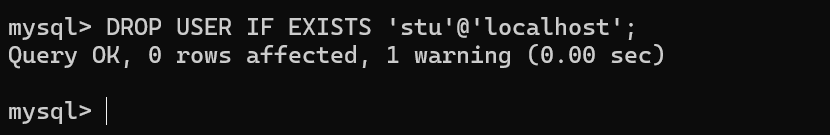 mysql> DROP USER IF EXISTS 'stu'@'localhost';
Query OK, 0 rows affected, 1 warning (0.00 sec)
mysql>